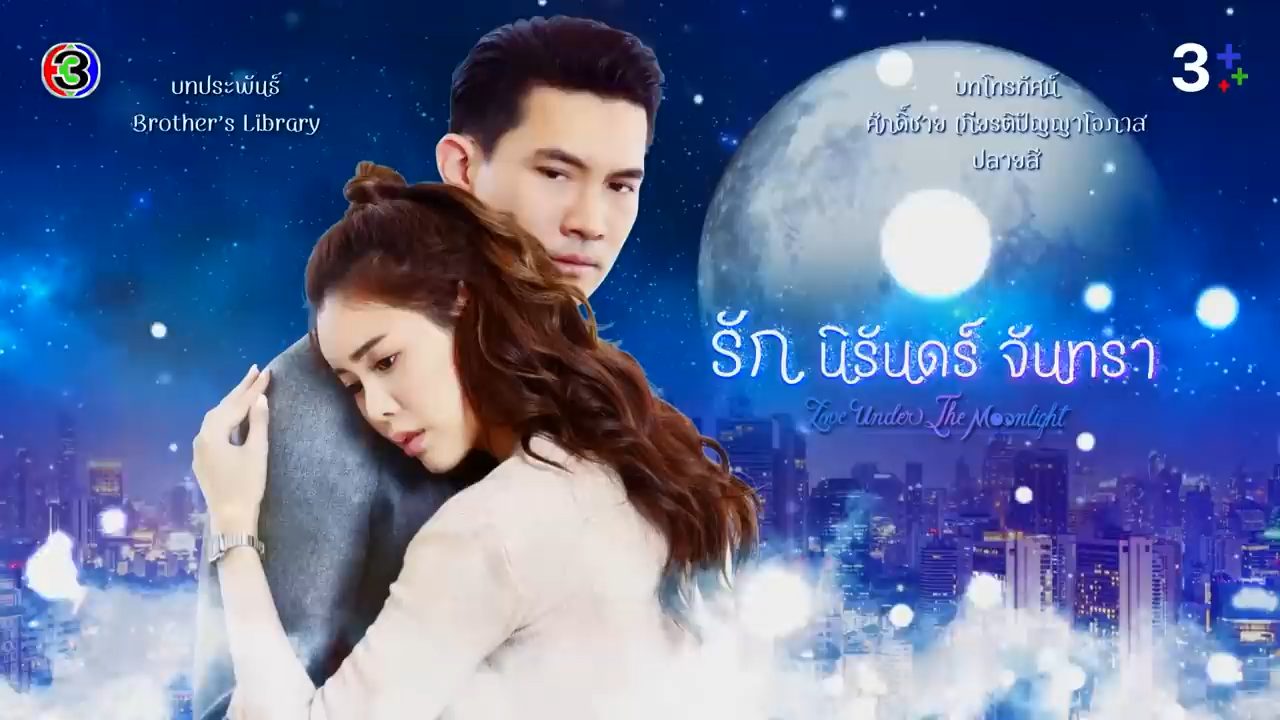 3
บทประพันธ์
Brother's Library
3+
บทโทรทัศน์
ศักดิ์ชาย เกียรติปัญญาโอภาส
ปลายสี
รักนิรันดร์ จันทรา
Love Under The Moonlight